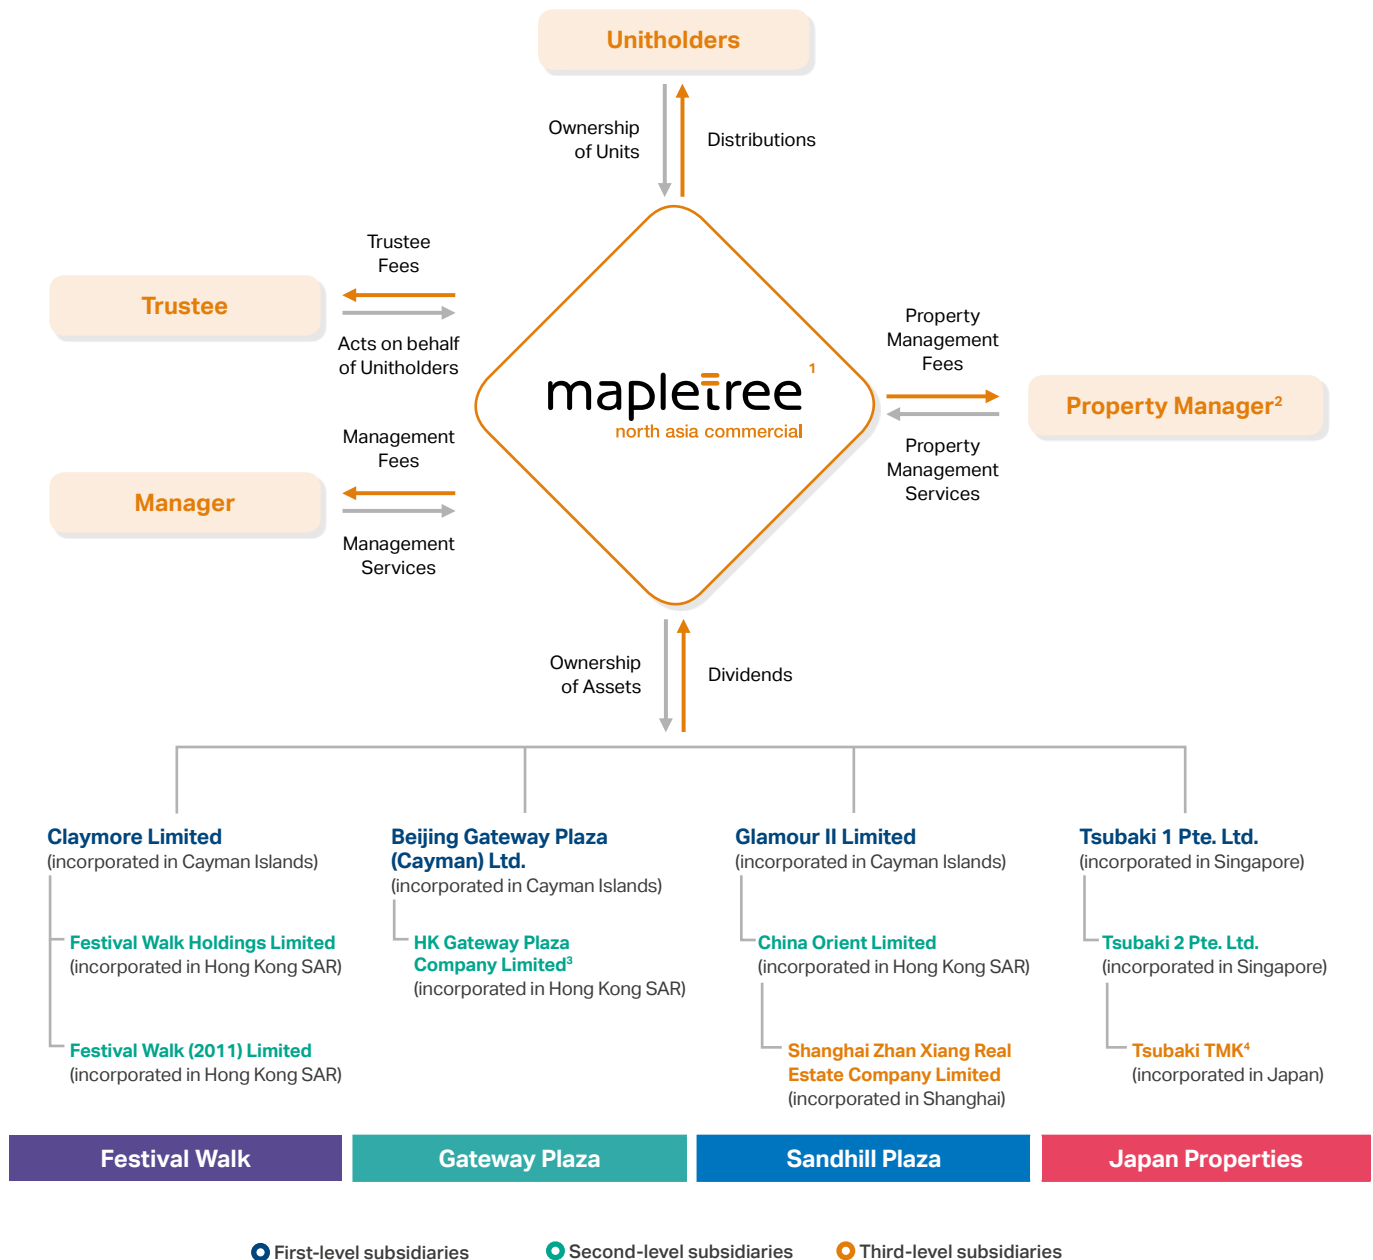 Unitholders
Ownership
of Units
Distributions
Trustee
Fees
Trustee
Acts on behalf
of Unitholders
Property
Management
Fees
mapletree 1
north asia commercial
Property Manager2
Management
Fees
Property
Management
Services
Manager
Management
Services
Ownership
of Assets
Dividends
Claymore Limited
(incorporated in Cayman Islands)
Festival Walk Holdings Limited
(incorporated in Hong Kong SAR)
Festival Walk (2011) Limited
(incorporated in Hong Kong SAR)
Festival Walk
Beijing Gateway Plaza
(Cayman) Ltd.
(incorporated in Cayman Islands)
HK Gateway Plaza
Company Limited3
(incorporated in Hong Kong SAR)
Gateway Plaza
Glamour II Limited
(incorporated in Cayman Islands)
China Orient Limited
(incorporated in Hong Kong SAR)
Shanghai Zhan Xiang Real
Estate Company Limited
(incorporated in Shanghai)
Sandhill Plaza
Tsubaki 1 Pte. Ltd.
(incorporated in Singapore)
Tsubaki 2 Pte. Ltd.
(incorporated in Singapore)
Tsubaki TMK4
(incorporated in Japan)
Japan Properties
First-level subsidiaries
Second-level subsidiaries
Third-level subsidiaries